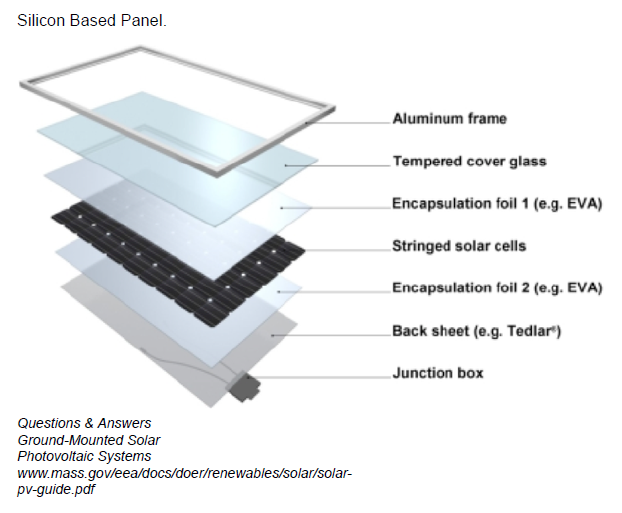 Silicon Based Panel.
Aluminum frame
Tempered cover glass
Encapsulation foil 1 (e.g. EVA)
Stringed solar cells
Encapsulation foil 2 (e.g. EVA)
Back sheet (e.g. Tedlar®)
Junction box
Questions & Answers
Ground-Mounted Solar
Photovoltaic Systems
www.mass.gov/eea/docs/doer/renewables/solar/solar-
pv-guide.pdf